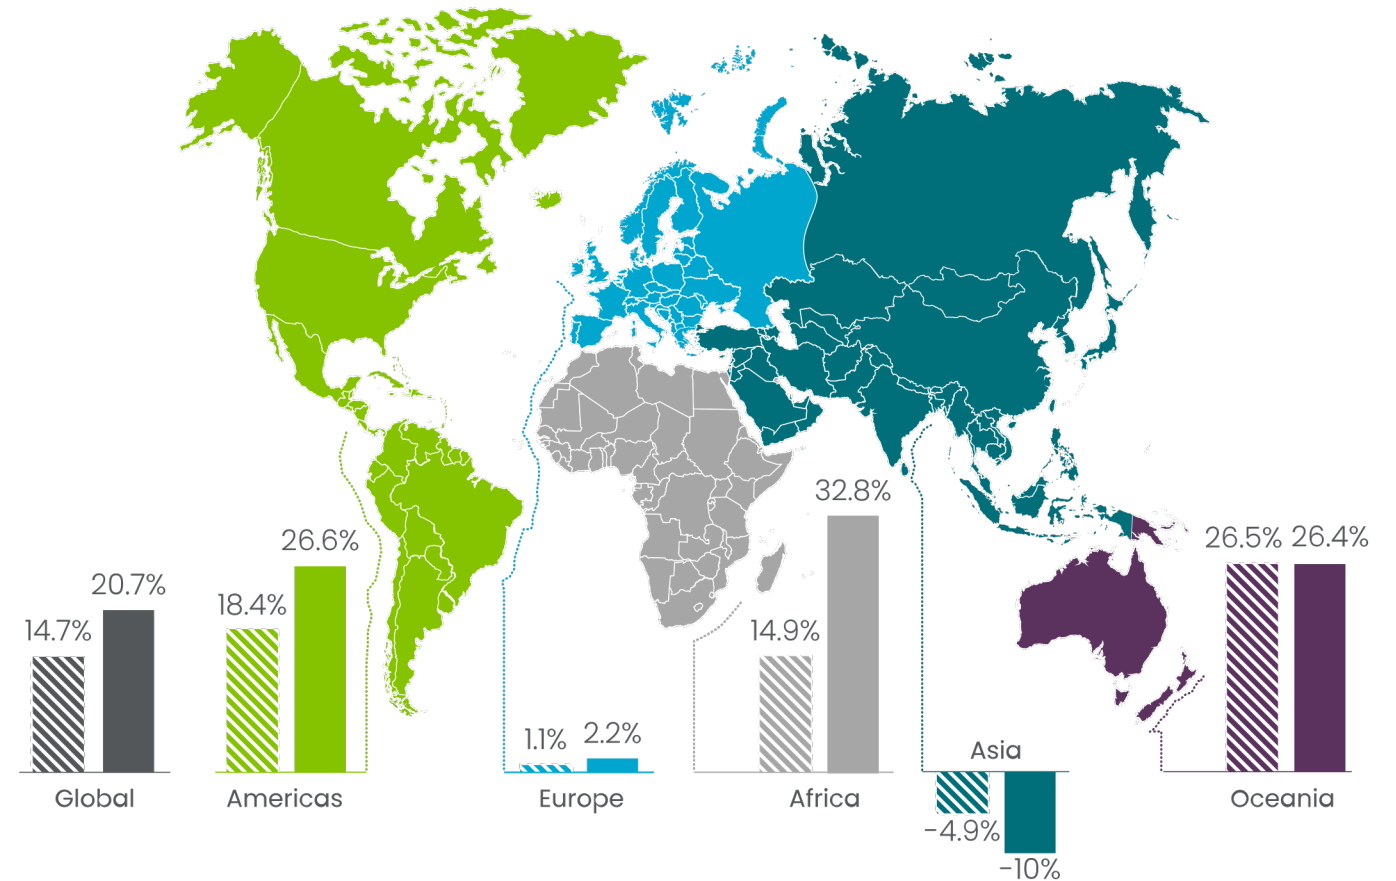 32.8%
26.5% 26.4%
26.6%
20.7%
18.4%
14.7%
14.9%
1.1% 2.2%
Asia
Global
Americas
Europe
Africa
Oceania
-4.9%
-10%